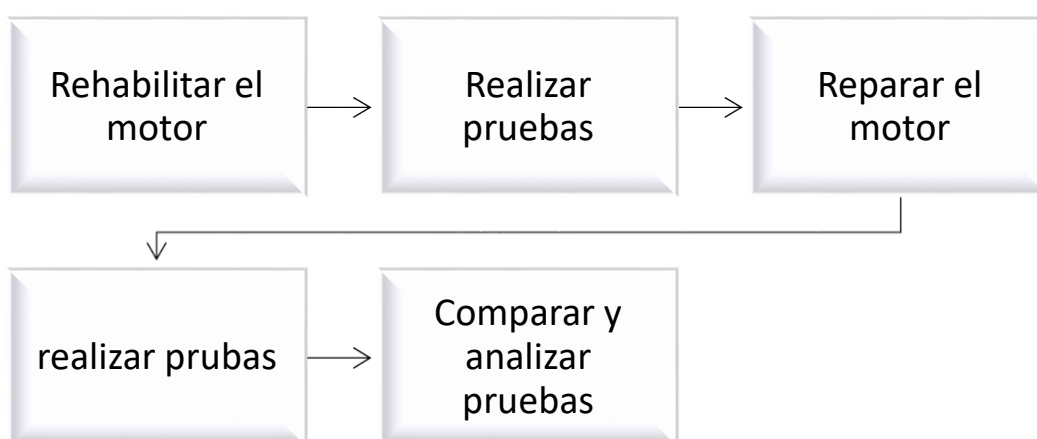 Rehabilitar el
motor
Realizar
pruebas
Reparar el
motor
realizar prubas
Comparar y
analizar
pruebas